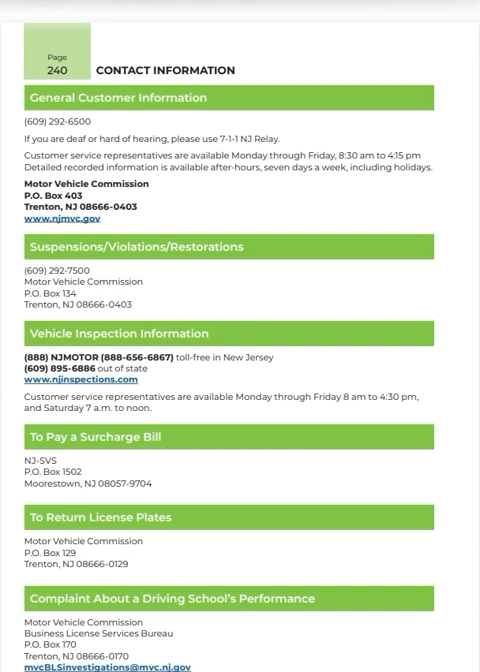 Page
240
CONTACT INFORMATION
General Customer Information
(609) 292-6500
If you are deaf or hard of hearing, please use 7-1-1 NJ Relay.
Customer service representatives are available Monday through Friday, 8:30 am to 4:15 pm
Detailed recorded information is available after-hours, seven days a week, including holidays.
Motor Vehicle Commission
P.O. Box 403
Trenton, NJ 08666-0403
www.njmvc.gov
Suspensions/Violations/Restorations
(609) 292-7500
Motor Vehicle Commission
P.O. Box 134
Trenton, NJ 08666-0403
Vehicle Inspection Information
(888) NJMOTOR (888-656-6867) toll-free in New Jersey
(609) 895-6886 out of state
www.njinspections.com
Customer service representatives are available Monday through Friday 8 am to 4:30 pm,
and Saturday 7 a.m. to noon.
To Pay a Surcharge Bill
NJ-SVS
P.O. Box 1502
Moorestown, NJ 08057-9704
To Return License Plates
Motor Vehicle Commission
P.O. Box 129
Trenton, NJ 08666-0129
Complaint About a Driving School's Performance
Motor Vehicle Commission
Business License Services Bureau
P.O. Box 170
Trenton, NJ 08666-0170
mvcBLSinvestigations@mvc.nj.gov